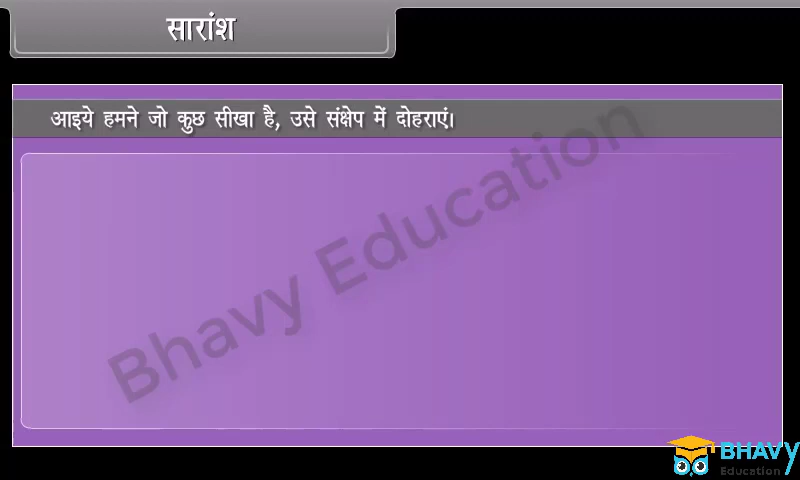 सारांश
आइये हमने जो कुछ सीखा है, उसे संक्षेप में दोहराएं।
Bhavy Education
BHAVY
Education